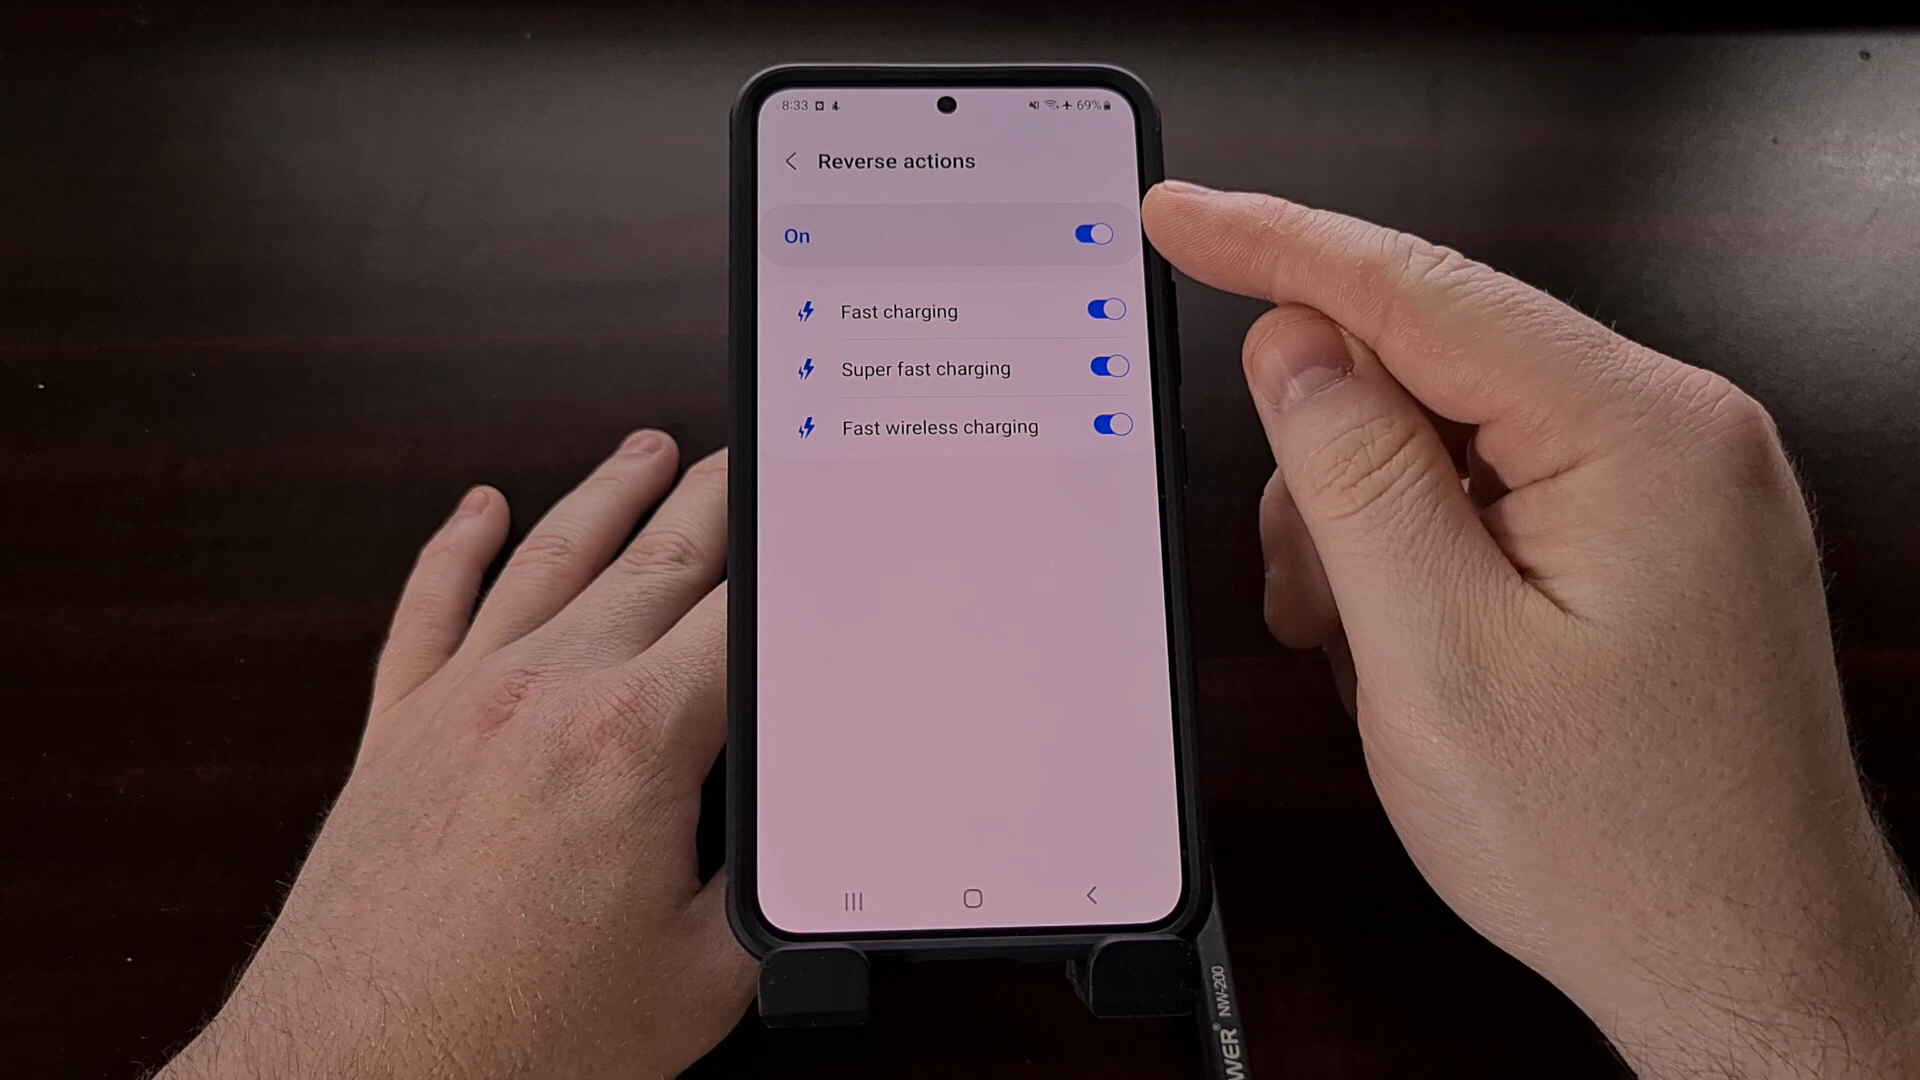 8:33
69%
Reverse actions
On
Fast charging
Super fast charging
Fast wireless charging
WER® NW-200